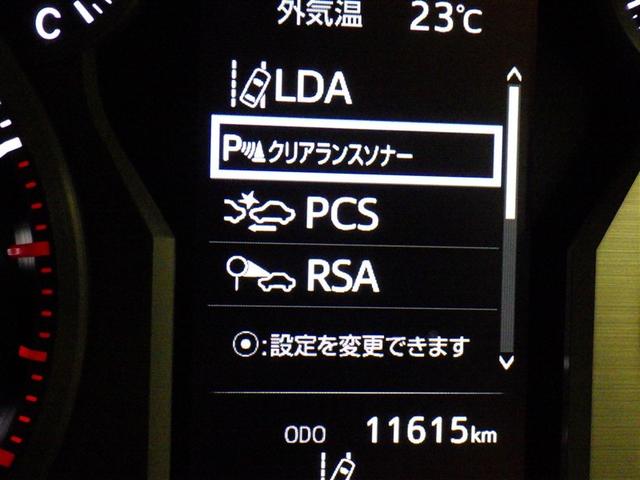 C
外気温 23℃
LDA
P クリアランスソナー
PCS
RSA
⦿:設定を変更できます
ODO 11615km